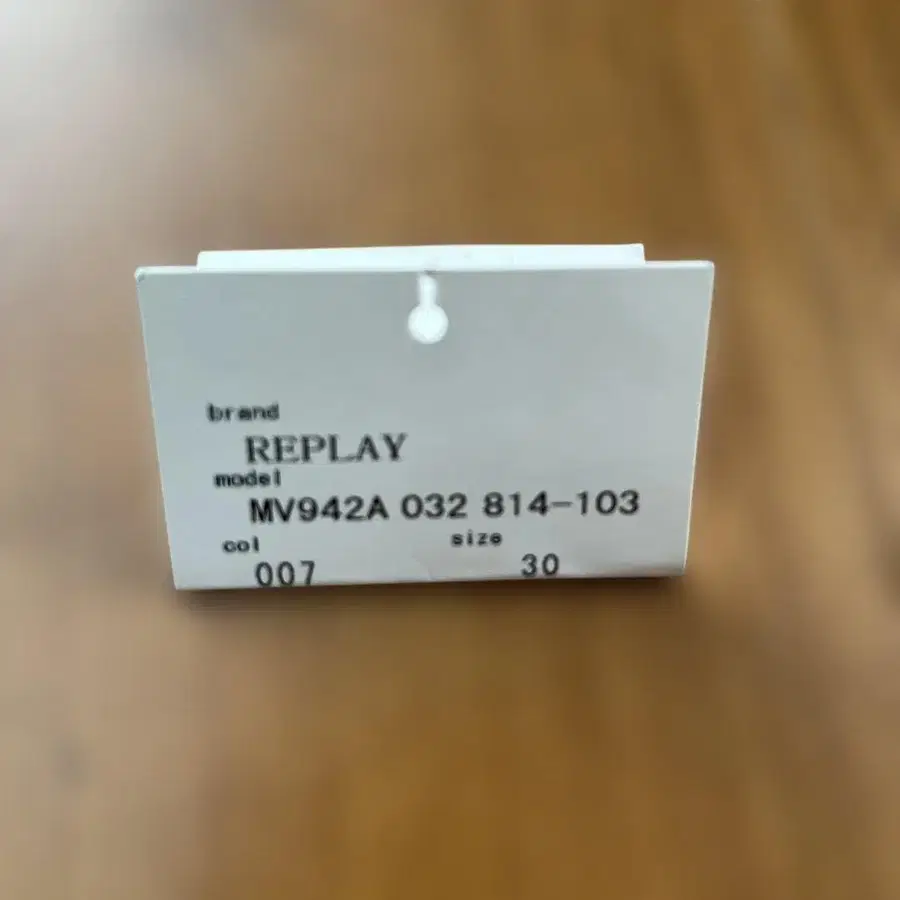 brand
REPLAY
model
MV942A 032 814-103
col size
007 30